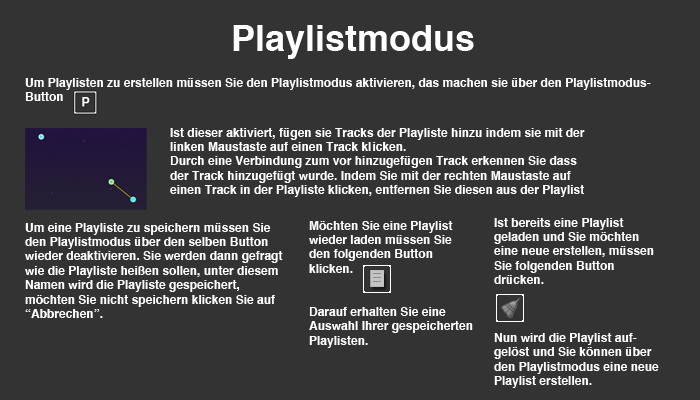 Playlistmodus
Um Playlisten zu erstellen müssen Sie den Playlistmodus aktivieren, das machen sie über den Playlistmodus-
Button P
Ist dieser aktiviert, fügen sie Tracks der Playliste hinzu indem sie mit der
linken Maustaste auf einen Track klicken.
Durch eine Verbindung zum vor hinzugefügen Track erkennen Sie dass
der Track hinzugefügt wurde. Indem Sie mit der rechten Maustaste auf
einen Track in der Playliste klicken, entfernen Sie diesen aus der Playlist
Um eine Playliste zu speichern müssen Sie
den Playlistmodus über den selben Button
wieder deaktivieren. Sie werden dann gefragt
wie die Playliste heißen sollen, unter diesem
Namen wird die Playliste gespeichert,
möchten Sie nicht speichern klicken Sie auf
“Abbrechen”.
Möchten Sie eine Playlist
wieder laden müssen Sie
den folgenden Button
klicken.
Darauf erhalten Sie eine
Auswahl Ihrer gespeicherten
Playlisten.
Ist bereits eine Playlist
geladen und Sie möchten
eine neue erstellen, müssen
Sie folgenden Button
drücken.
Nun wird die Playlist auf-
gelöst und Sie können über
den Playlistmodus eine neue
Playlist erstellen.